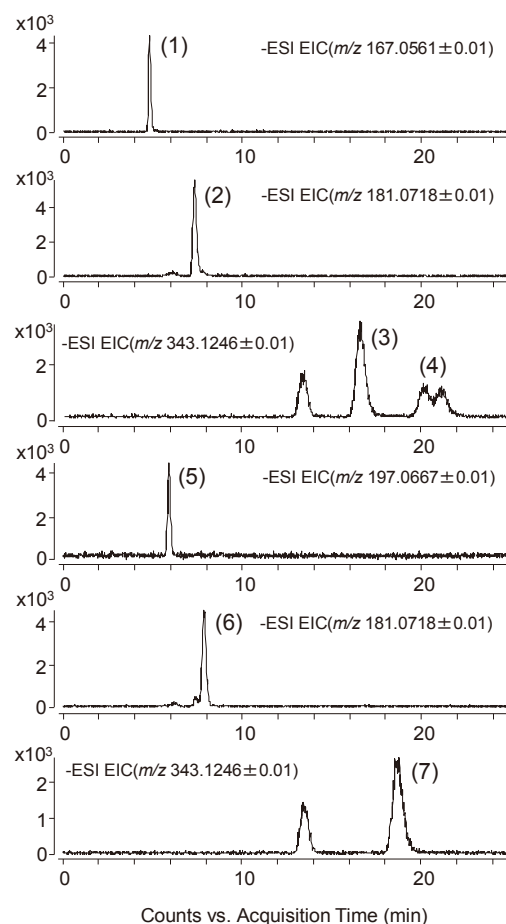 x10³
(1)
-ESI EIC(m/z 167.0561±0.01)
4
2
0
0 10 20
x10³
(2)
-ESI EIC(m/z 181.0718±0.01)
4
2
0
0 10 20
x10³
-ESI EIC(m/z 343.1246±0.01)
(3)
(4)
2
0
0 10 20
x10³
(5)
-ESI EIC(m/z 197.0667±0.01)
4
2
0
0 10 20
x10³
(6)
-ESI EIC(m/z 181.0718±0.01)
4
2
0
0 10 20
x10³
-ESI EIC(m/z 343.1246±0.01)
(7)
2
1
0
0 10 20
Counts vs. Acquisition Time (min)